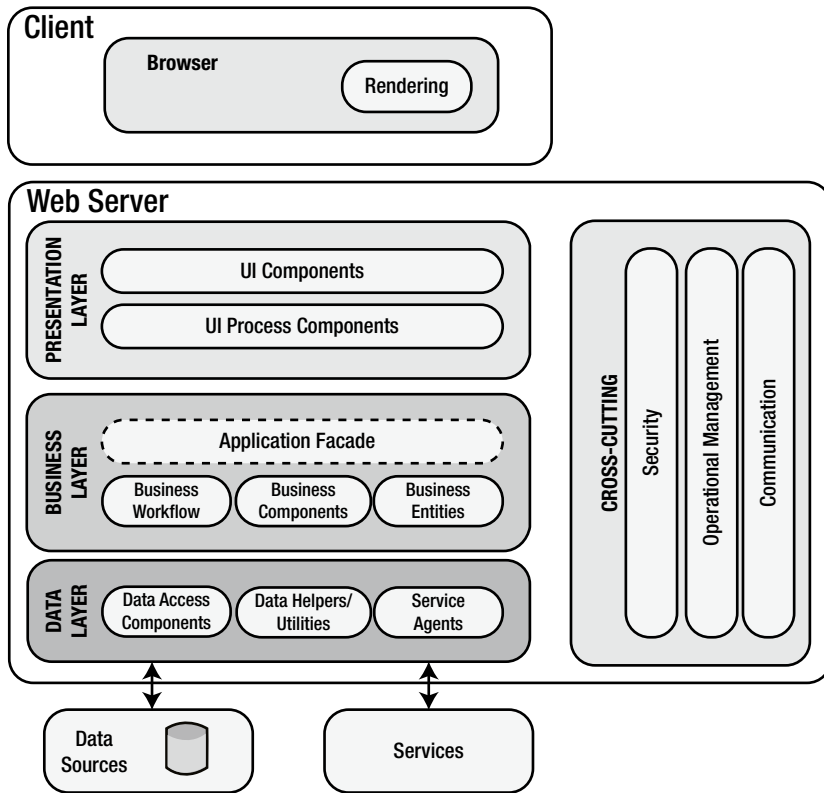 Client
Browser
Rendering
Web Server
PRESENTATION
LAYER
UI Components
UI Process Components
BUSINESS
LAYER
Application Facade
Business
Workflow
Business
Components
Business
Entities
DATA
LAYER
Data Access
Components
Data Helpers/
Utilities
Service
Agents
CROSS-CUTTING
Security
Operational Management
Communication
Data
Sources
Services